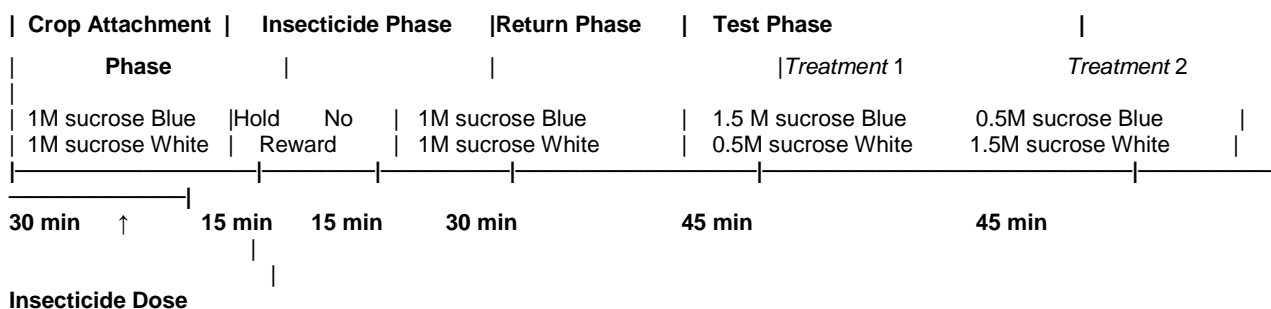 | Crop Attachment | Insecticide Phase |Return Phase | Test Phase |
| Phase | | |Treatment 1 Treatment 2
|
| 1M sucrose Blue |Hold No | 1M sucrose Blue | 1.5 M sucrose Blue 0.5M sucrose Blue |
| 1M sucrose White | Reward | 1M sucrose White | 0.5M sucrose White 1.5M sucrose White |
30 min ↑ 15 min 15 min 30 min 45 min 45 min
|
|
Insecticide Dose